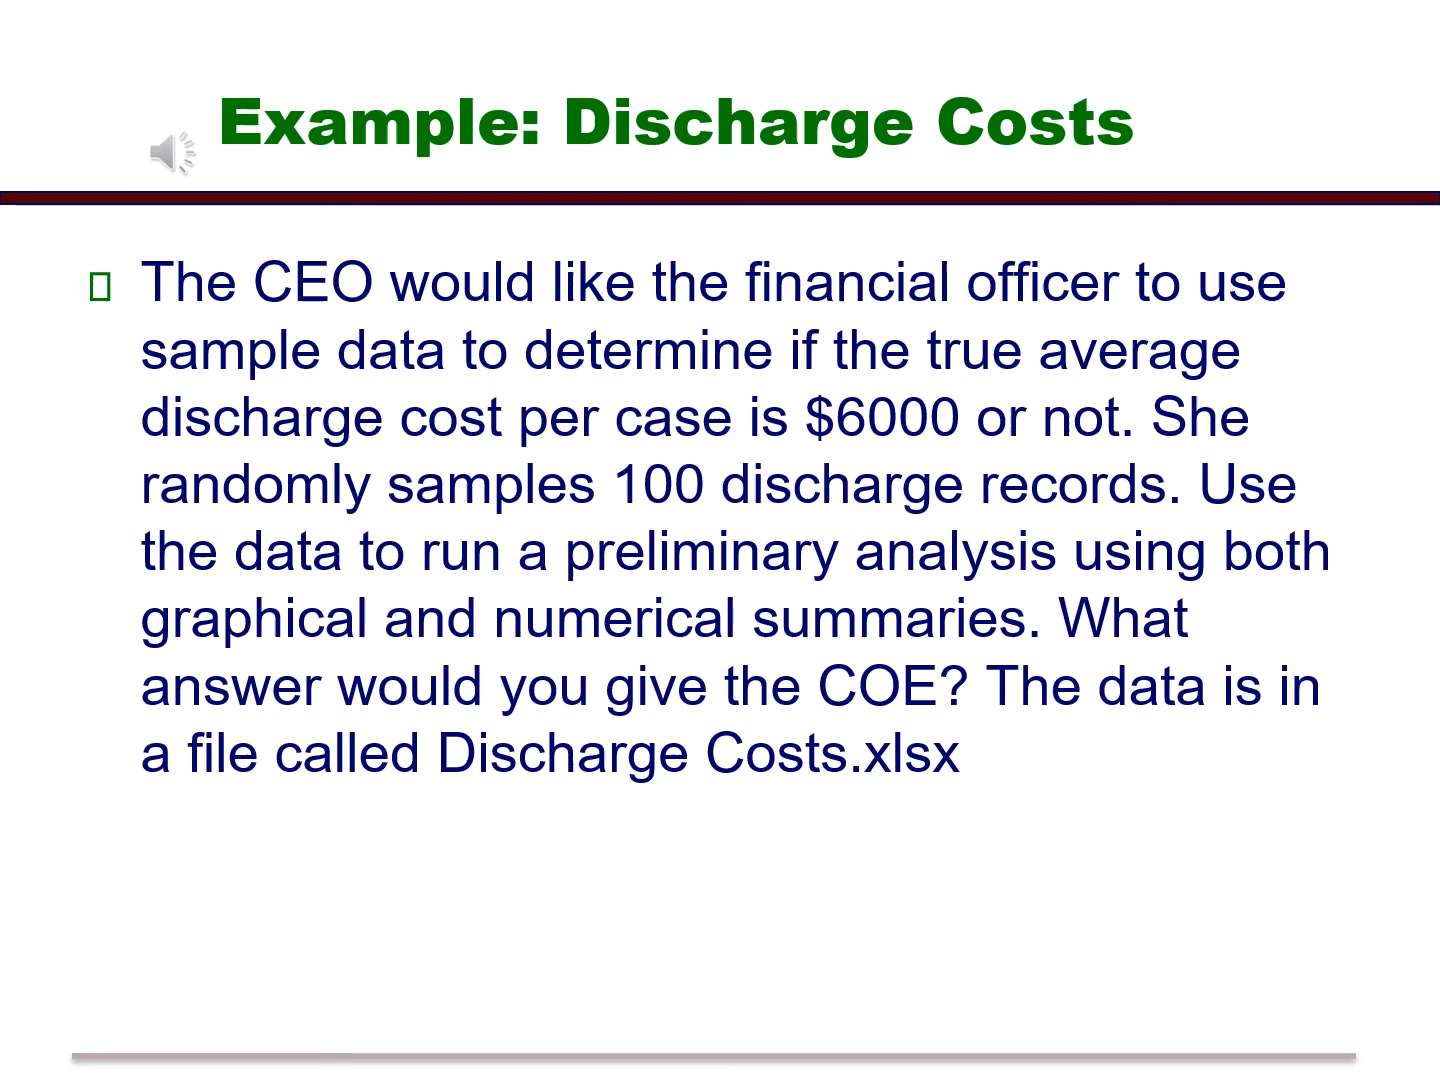 Example: Discharge Costs
The CEO would like the financial officer to use
sample data to determine if the true average
discharge cost per case is $6000 or not. She
randomly samples 100 discharge records. Use
the data to run a preliminary analysis using both
graphical and numerical summaries. What
answer would you give the COE? The data is in
a file called Discharge Costs.xlsx